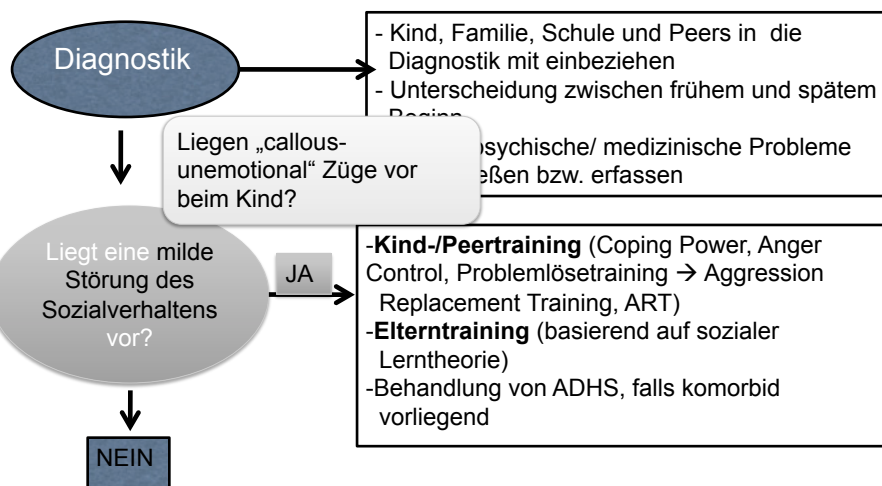 Diagnostik
- Kind, Familie, Schule und Peers in die
Diagnostik mit einbeziehen
- Unterscheidung zwischen frühem und spätem
psychische/ medizinische Probleme
bzw. erfassen
Liegen „callous-
unemotional“ Züge vor
beim Kind?
Liegt eine milde
Störung des
Sozialverhaltens
vor?
JA
-Kind-/Peertraining (Coping Power, Anger
Control, Problemlösetraining → Aggression
Replacement Training, ART)
-Elterntraining (basierend auf sozialer
Lerntheorie)
-Behandlung von ADHS, falls komorbid
vorliegend
NEIN